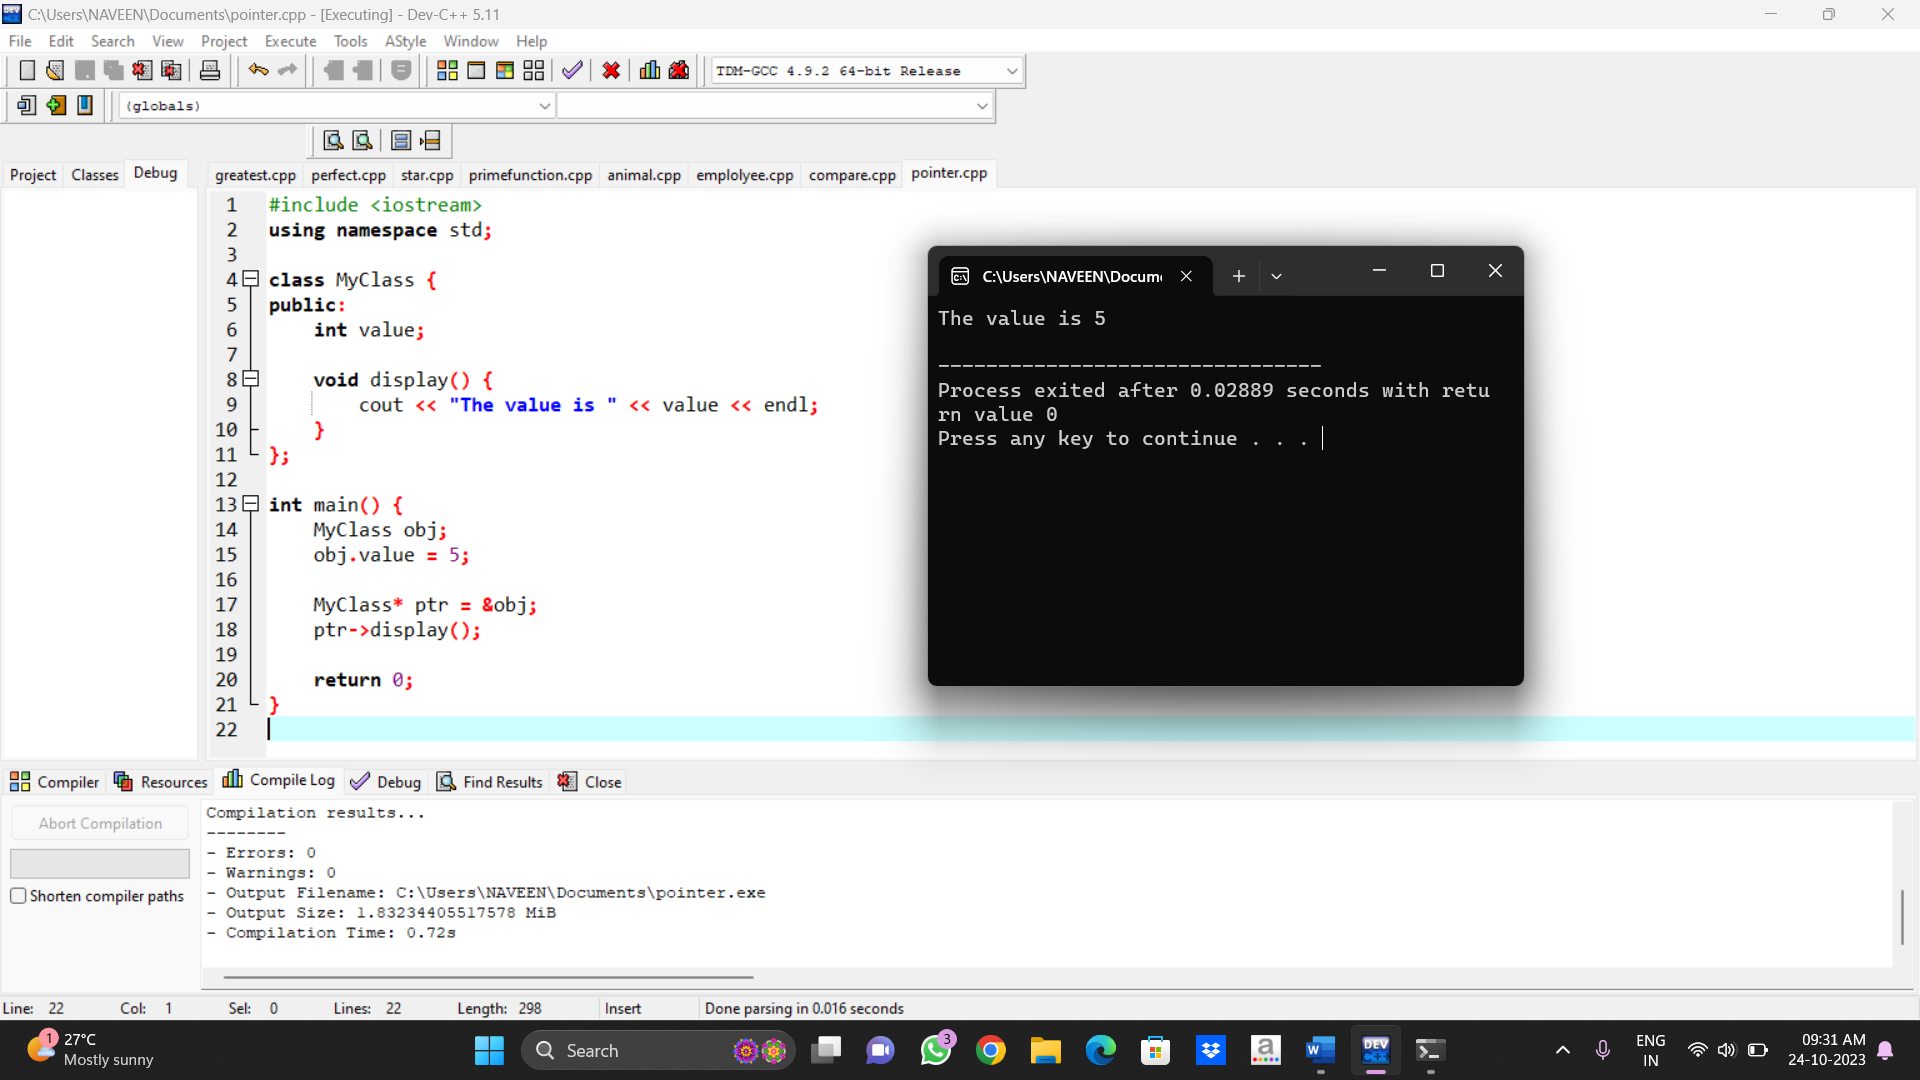 C:\Users\NAVEEN\Documents\pointer.cpp - [Executing] - Dev-C++ 5.11
File Edit Search View Project Execute Tools AStyle Window Help
TDM-GCC 4.9.2 64-bit Release
(globals)
Project Classes Debug
greatest.cpp perfect.cpp star.cpp primefunction.cpp animal.cpp emplolyee.cpp compare.cpp pointer.cpp
1 #include <iostream>
2 using namespace std;
3
4 class MyClass {
5 public:
6 int value;
7
8 void display() {
9 cout << "The value is " << value << endl;
10 }
11 };
12
13 int main() {
14 MyClass obj;
15 obj.value = 5;
16
17 MyClass* ptr = &obj;
18 ptr->display();
19
20 return 0;
21 }
22
C:\Users\NAVEEN\Docum
The value is 5
--------------------------------
Process exited after 0.02889 seconds with retu
rn value 0
Press any key to continue . . .
Compiler Resources Compile Log Debug Find Results Close
Abort Compilation
Shorten compiler paths
Compilation results...
--------
- Errors: 0
- Warnings: 0
- Output Filename: C:\Users\NAVEEN\Documents\pointer.exe
- Output Size: 1.83234405517578 MiB
- Compilation Time: 0.72s
Line: 22 Col: 1 Sel: 0 Lines: 22 Length: 298 Insert Done parsing in 0.016 seconds
1
27°C
Mostly sunny
Search
3
DEV
C++
ENG
IN
09:31 AM
24-10-2023